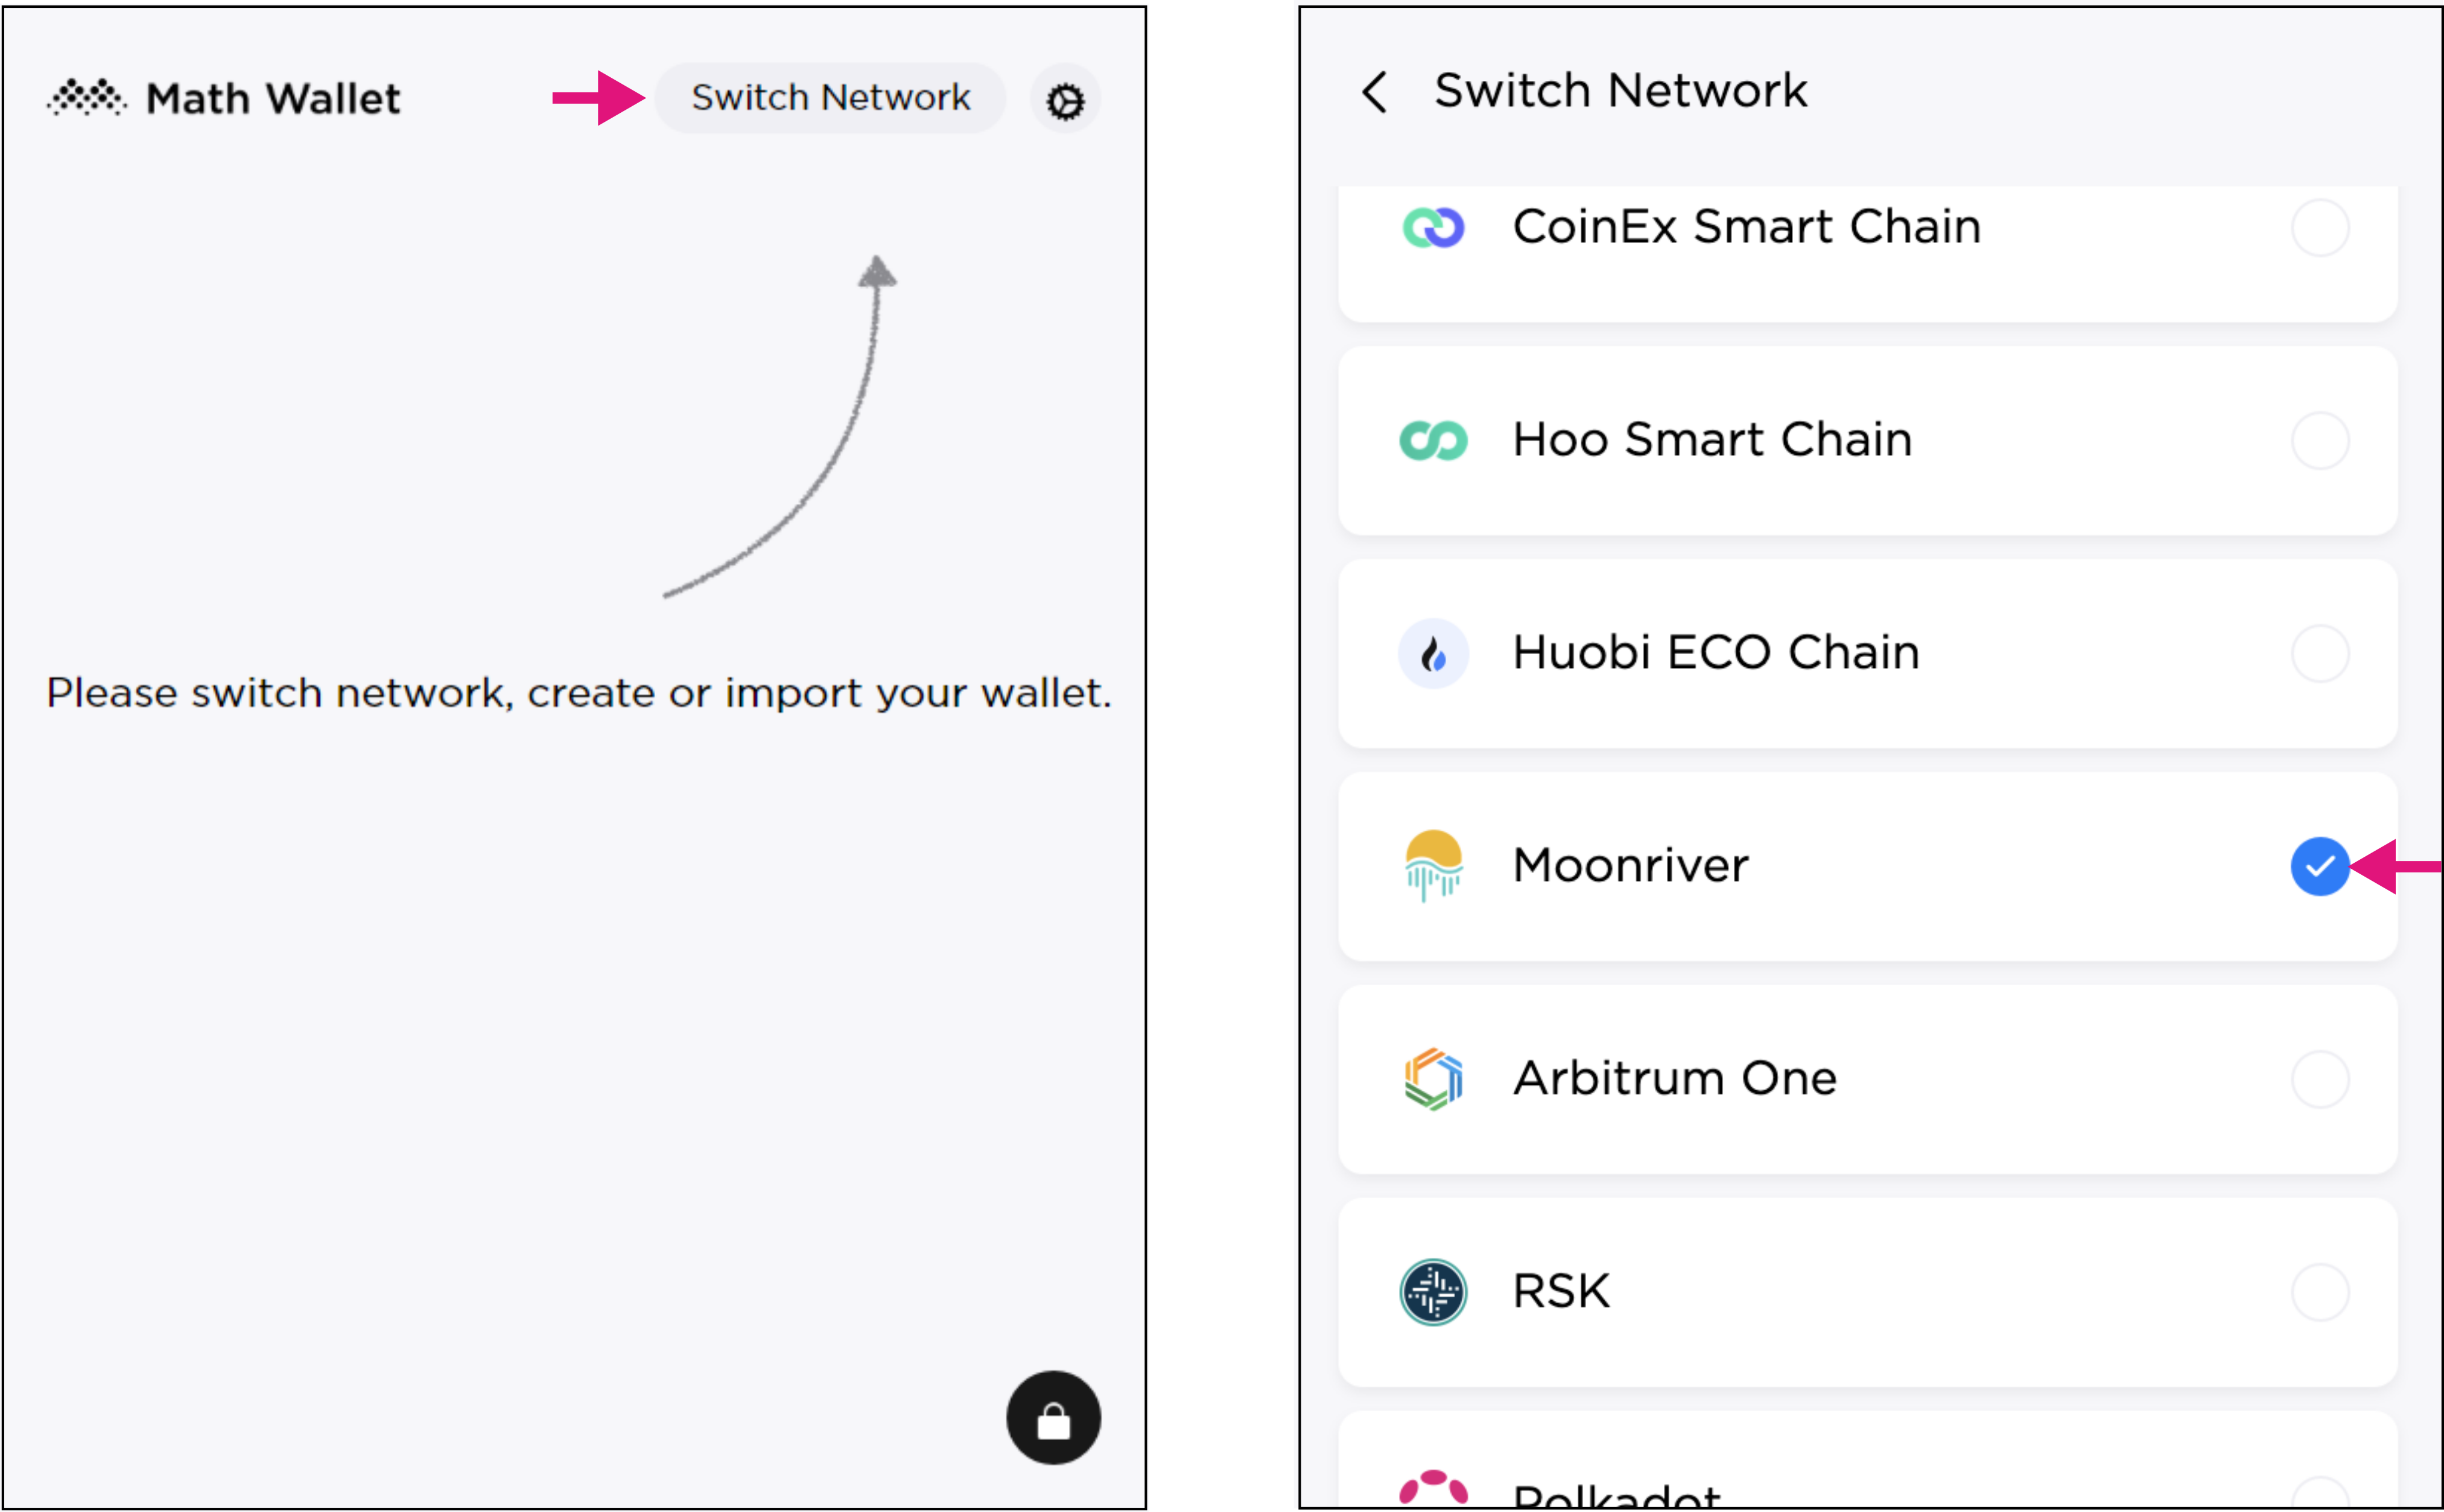 Math Wallet
Switch Network
Please switch network, create or import your wallet.
Switch Network
CoinEx Smart Chain
Hoo Smart Chain
Huobi ECO Chain
Moonriver
Arbitrum One
RSK
Polkadot